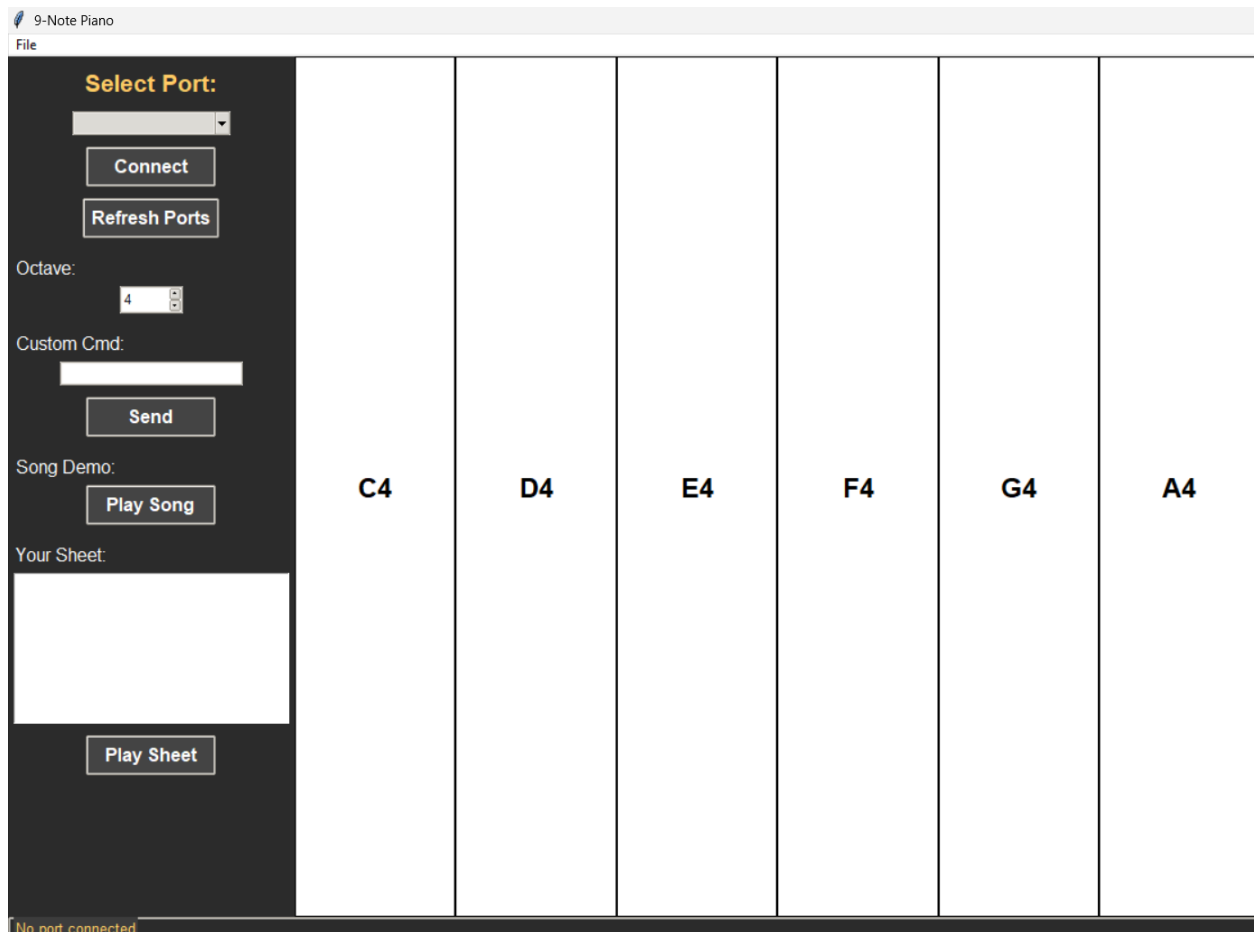 9-Note Piano
File
Select Port:
Connect
Refresh Ports
Octave:
4
Custom Cmd:
Send
Song Demo:
Play Song
Your Sheet:
Play Sheet
C4 D4 E4 F4 G4 A4
No port connected